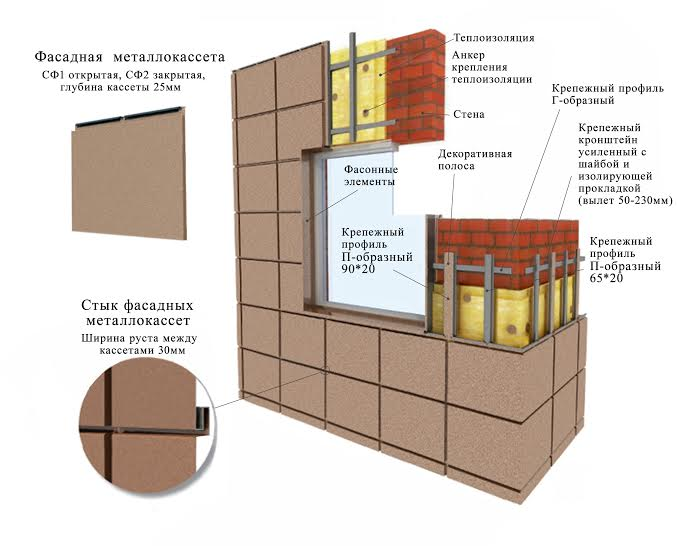 Фасадная металлокассета
СФ1 открытая, СФ2 закрытая,
глубина кассеты 25мм
Теплоизоляция
Анкер
крепления
теплоизоляции
Стена
Крепежный профиль
Г-образный
Крепежный
кронштейн
усиленный с
шайбой и
изолирующей
прокладкой
(вылет 50-230мм)
Декоративная
полоса
Фасонные
элементы
Крепежный
профиль
П-образный
90*20
Крепежный
профиль
П-образный
65*20
Стык фасадных
металлокассет
Ширина руста между
кассетами 30мм